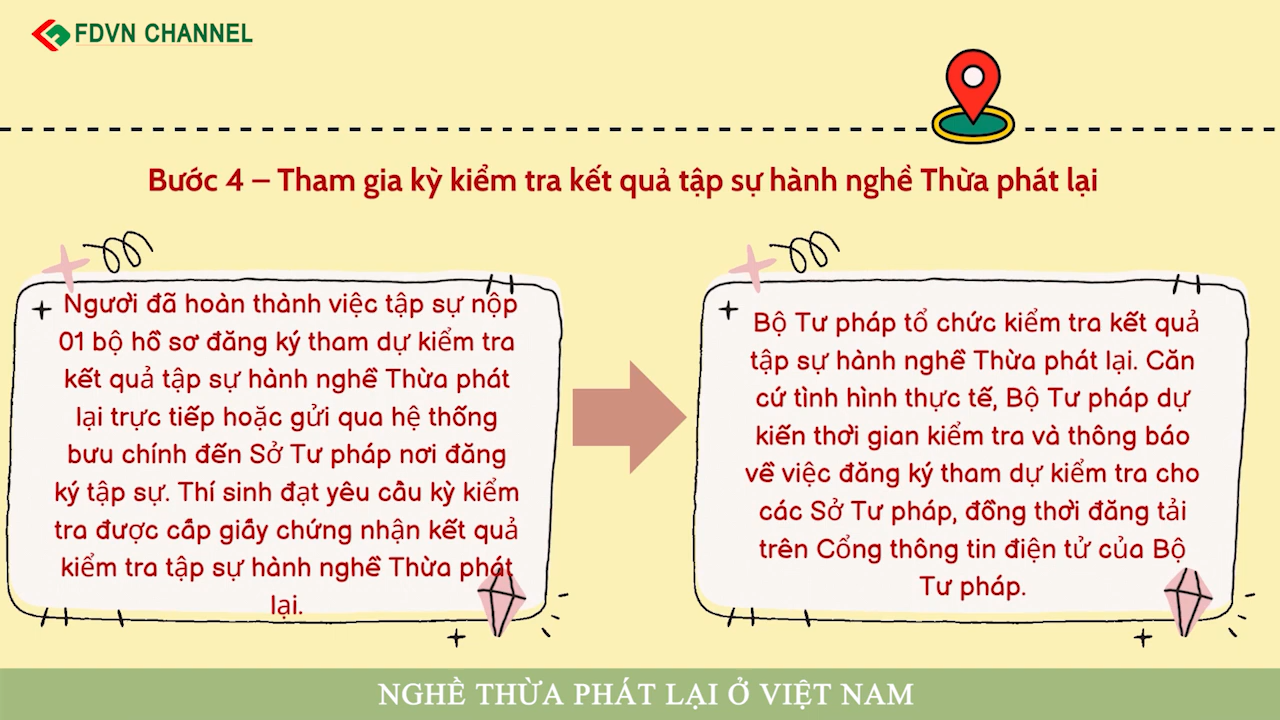 FDVN CHANNEL
Bước 4 – Tham gia kỳ kiểm tra kết quả tập sự hành nghề Thừa phát lại
Người đã hoàn thành việc tập sự nộp
01 bộ hồ sơ đăng ký tham dự kiểm tra
kết quả tập sự hành nghề Thừa phát
lại trực tiếp hoặc gửi qua hệ thống
bưu chính đến Sở Tư pháp nơi đăng
ký tập sự. Thí sinh đạt yêu cầu kỳ kiểm
tra được cấp giấy chứng nhận kết quả
kiểm tra tập sự hành nghề Thừa phát
lại.
Bộ Tư pháp tổ chức kiểm tra kết quả
tập sự hành nghề Thừa phát lại. Căn
cứ tình hình thực tế, Bộ Tư pháp dự
kiến thời gian kiểm tra và thông báo
về việc đăng ký tham dự kiểm tra cho
các Sở Tư pháp, đồng thời đăng tải
trên Cổng thông tin điện tử của Bộ
Tư pháp.
NGHỀ THỪA PHÁT LẠI Ở VIỆT NAM